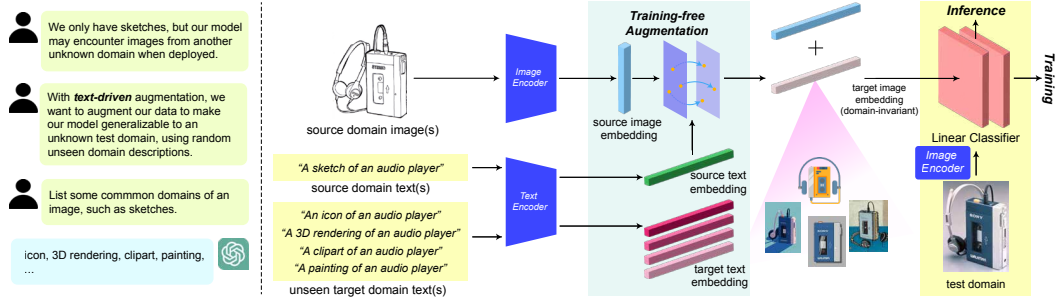 We only have sketches, but our model
may encounter images from another
unknown domain when deployed.
With text-driven augmentation, we
want to augment our data to make
our model generalizable to an
unknown test domain, using random
unseen domain descriptions.
List some commmon domains of an
image, such as sketches.
icon, 3D rendering, clipart, painting,
...
source domain image(s)
"A sketch of an audio player"
source domain text(s)
"An icon of an audio player"
"A 3D rendering of an audio player"
"A clipart of an audio player"
"A painting of an audio player"
unseen target domain text(s)
Image
Encoder
Text
Encoder
Training-free
Augmentation
source image
embedding
source text
embedding
target text
embedding
+
target image
embedding
(domain-invariant)
Inference
Training
Linear Classifier
Image
Encoder
SONY
WALKMAN
test domain